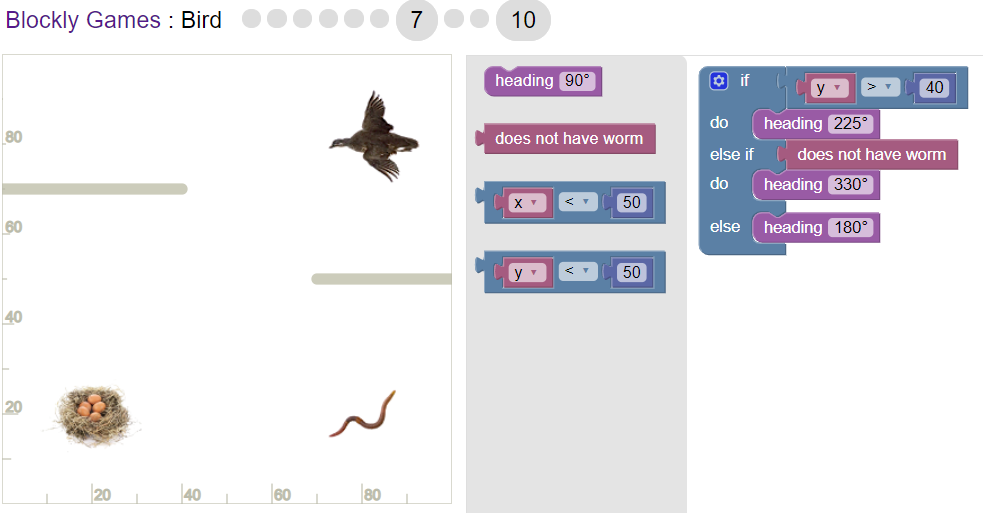 Blockly Games : Bird 7 10
80
60
40
20
20 40 60 80
heading 90°
does not have worm
x ▾ < ▾ 50
y ▾ < ▾ 50
if y ▾ > ▾ 40
do heading 225°
else if does not have worm
do heading 330°
else heading 180°